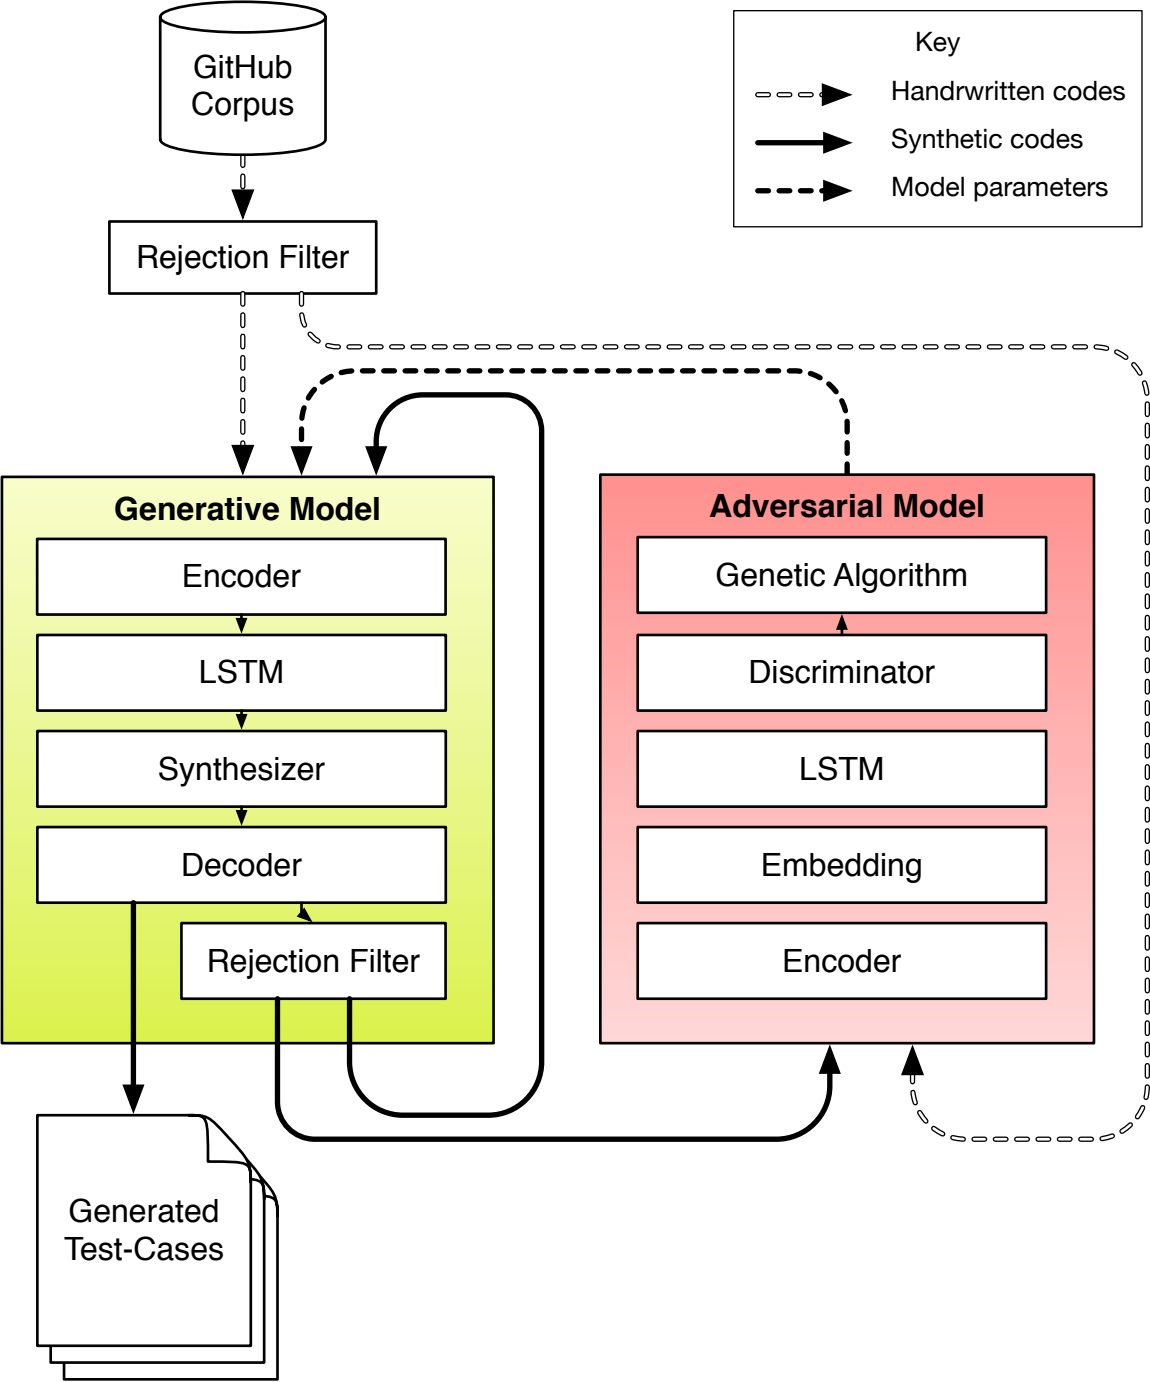 GitHub
Corpus
Key
Handrwritten codes
Synthetic codes
Model parameters
Rejection Filter
Generative Model
Encoder
LSTM
Synthesizer
Decoder
Rejection Filter
Adversarial Model
Genetic Algorithm
Discriminator
LSTM
Embedding
Encoder
Generated
Test-Cases